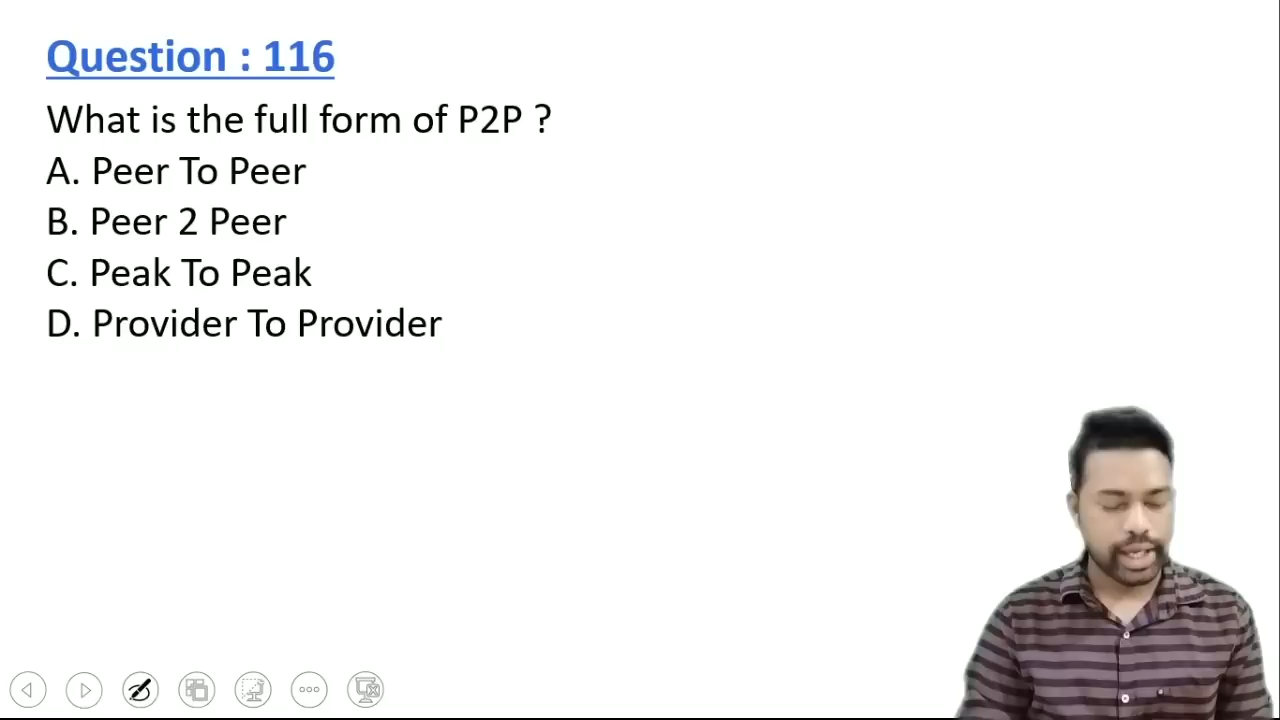 Question : 116
What is the full form of P2P ?
A. Peer To Peer
B. Peer 2 Peer
C. Peak To Peak
D. Provider To Provider